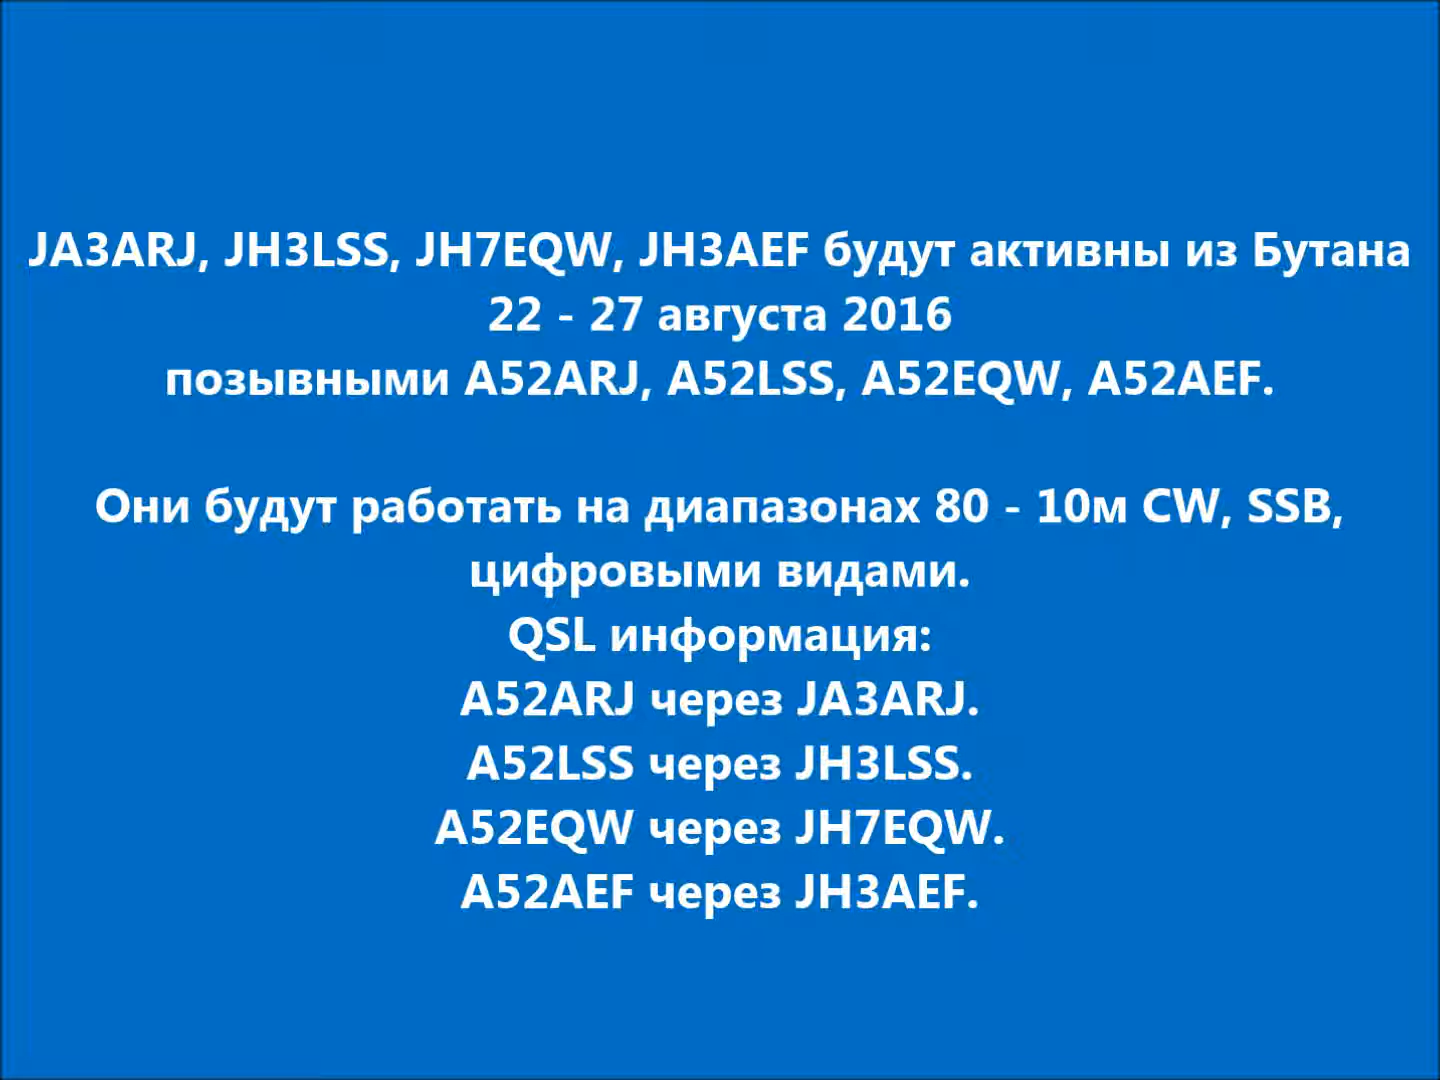 JA3ARJ, JH3LSS, JH7EQW, JH3AEF будут активны из Бутана
22 - 27 августа 2016
позывными A52ARJ, A52LSS, A52EQW, A52AEF.
Они будут работать на диапазонах 80 - 10м CW, SSB,
цифровыми видами.
QSL информация:
A52ARJ через JA3ARJ.
A52LSS через JH3LSS.
A52EQW через JH7EQW.
A52AEF через JH3AEF.